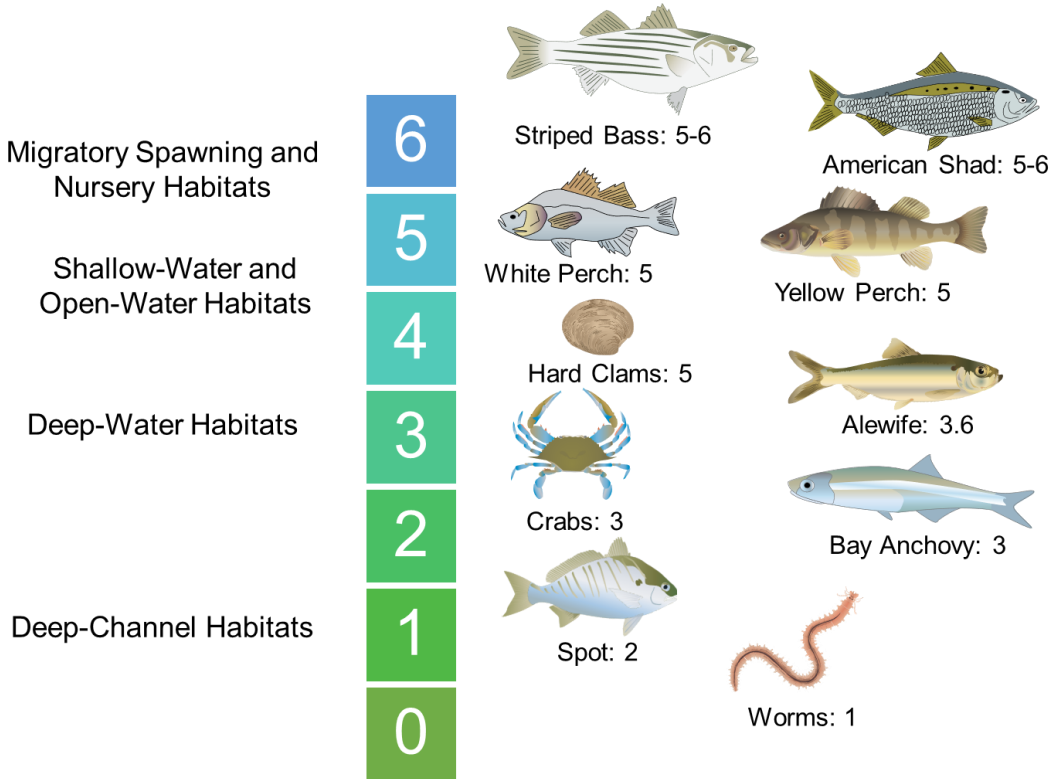 Migratory Spawning and
Nursery Habitats
Shallow-Water and
Open-Water Habitats
Deep-Water Habitats
Deep-Channel Habitats
6
5
4
3
2
1
0
Striped Bass: 5-6
American Shad: 5-6
White Perch: 5
Yellow Perch: 5
Hard Clams: 5
Alewife: 3.6
Crabs: 3
Bay Anchovy: 3
Spot: 2
Worms: 1